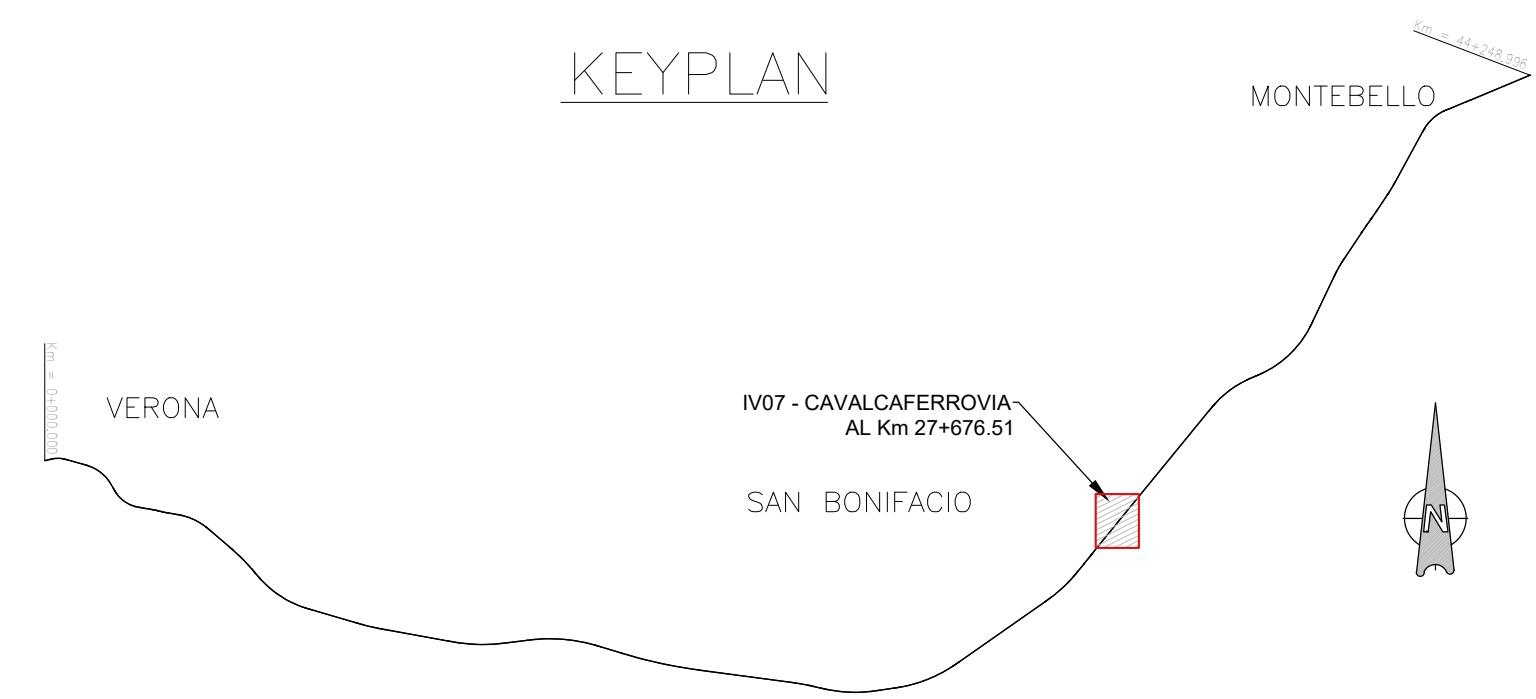 KEYPLAN
Km = 44+248.996
MONTEBELLO
Km = 0+000.000
VERONA
IV07 - CAVALCAFERROVIA
AL Km 27+676.51
SAN BONIFACIO
N